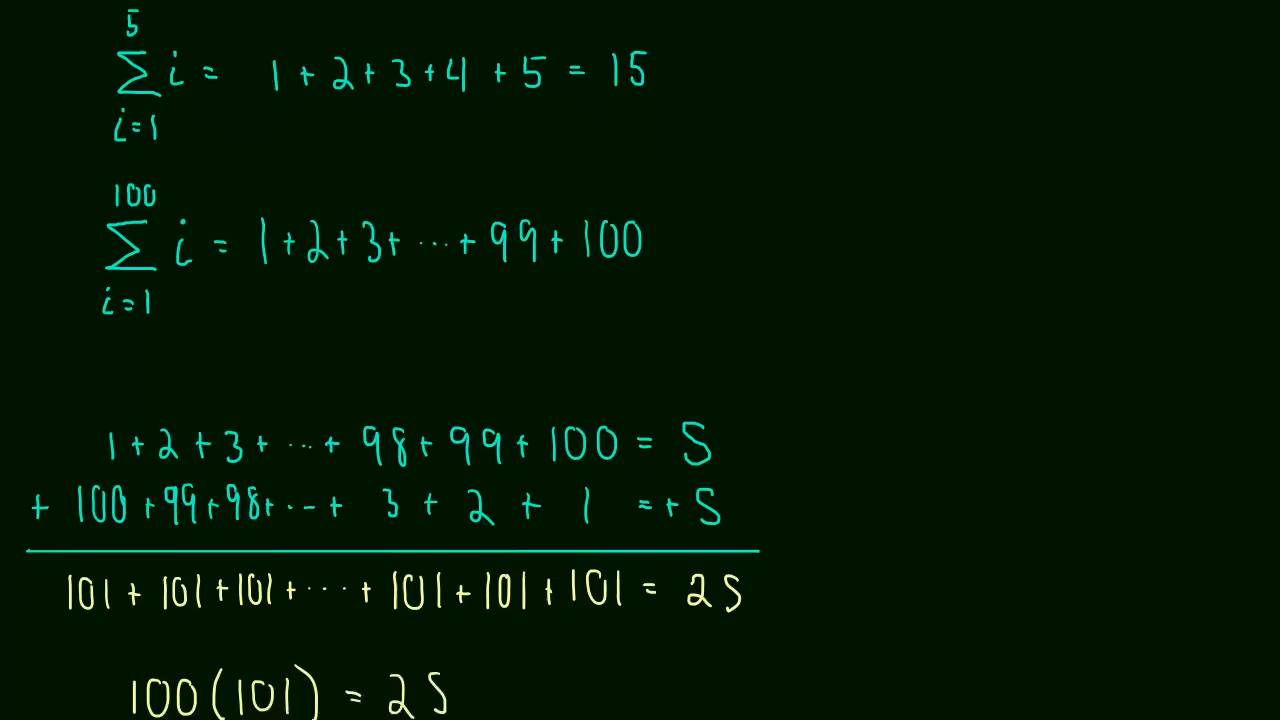 5
∑ i = 1 + 2 + 3 + 4 + 5 = 15
i = 1
100
∑ i = 1 + 2 + 3 + ... + 99 + 100
i = 1
1 + 2 + 3 + ... + 98 + 99 + 100 = S
+ 100 + 99 + 98 + ... + 3 + 2 + 1 = + S
101 + 101 + 101 + .... + 101 + 101 + 101 = 2S
100(101) = 2S